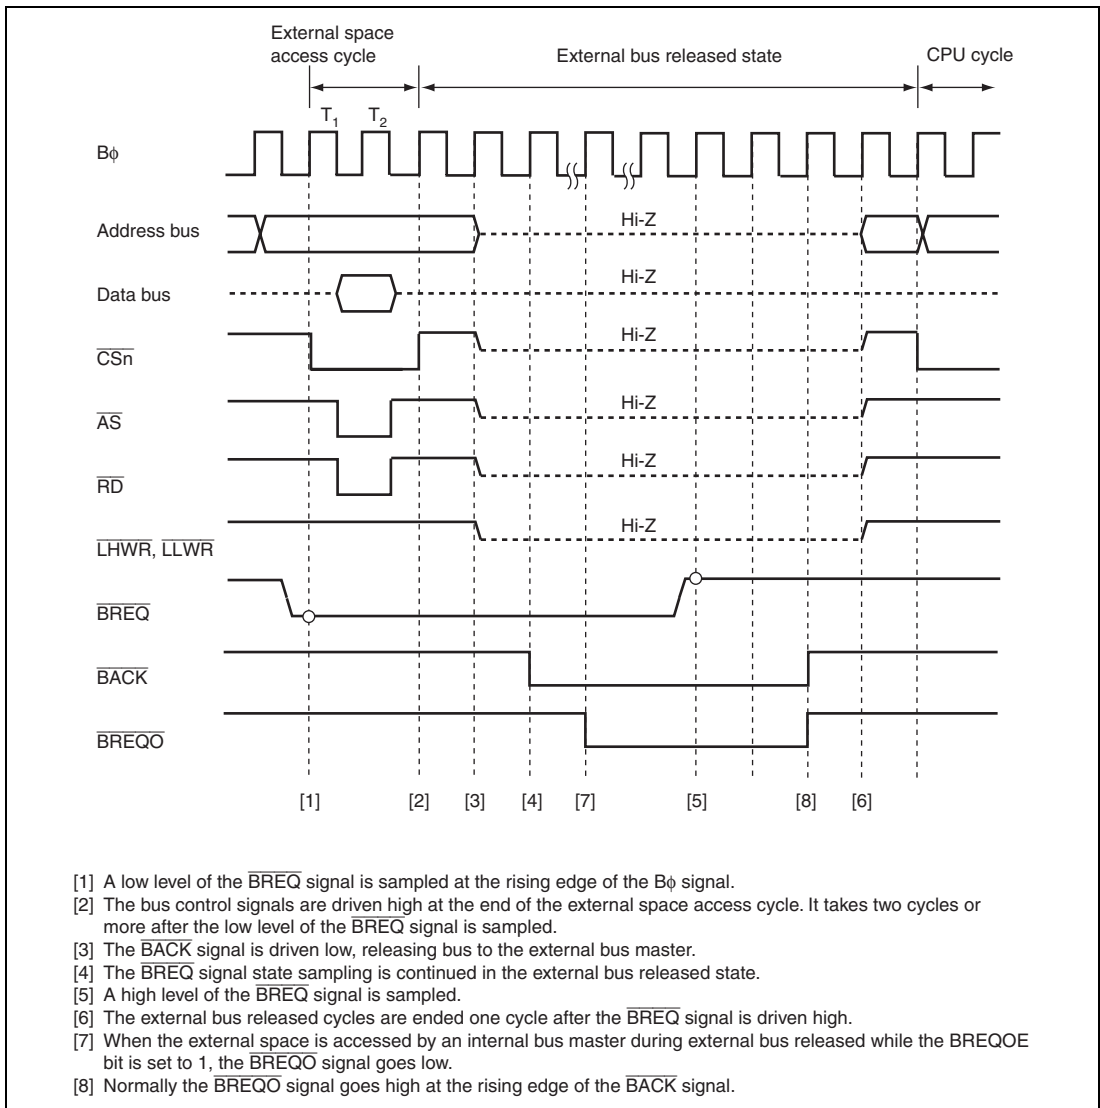 External space
access cycle
External bus released state
CPU cycle
T1
T2
Bφ
Address bus
Hi-Z
Data bus
Hi-Z
CSn
Hi-Z
AS
Hi-Z
RD
Hi-Z
LHWR, LLWR
Hi-Z
BREQ
BACK
BREQO
[1] [2] [3] [4] [7] [5] [8] [6]
[1] A low level of the BREQ signal is sampled at the rising edge of the Bφ signal.
[2] The bus control signals are driven high at the end of the external space access cycle. It takes two cycles or
more after the low level of the BREQ signal is sampled.
[3] The BACK signal is driven low, releasing bus to the external bus master.
[4] The BREQ signal state sampling is continued in the external bus released state.
[5] A high level of the BREQ signal is sampled.
[6] The external bus released cycles are ended one cycle after the BREQ signal is driven high.
[7] When the external space is accessed by an internal bus master during external bus released while the BREQOE
bit is set to 1, the BREQO signal goes low.
[8] Normally the BREQO signal goes high at the rising edge of the BACK signal.